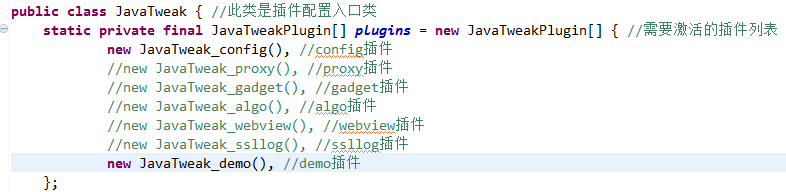 public class JavaTweak { //此类是插件配置入口类
static private final JavaTweakPlugin[] plugins = new JavaTweakPlugin[] { //需要激活的插件列表
new JavaTweak_config(), //config插件
//new JavaTweak_proxy(), //proxy插件
//new JavaTweak_gadget(), //gadget插件
//new JavaTweak_algo(), //algo插件
//new JavaTweak_webview(), //webview插件
//new JavaTweak_ssllog(), //ssllog插件
new JavaTweak_demo(), //demo插件
};